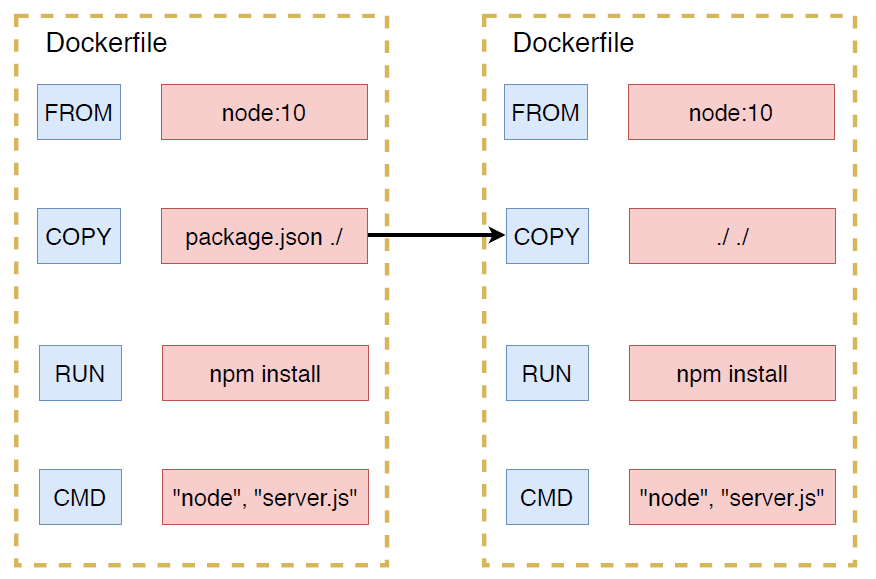 Dockerfile
FROM node:10
COPY package.json ./
RUN npm install
CMD "node", "server.js"
Dockerfile
FROM node:10
COPY ./ ./
RUN npm install
CMD "node", "server.js"